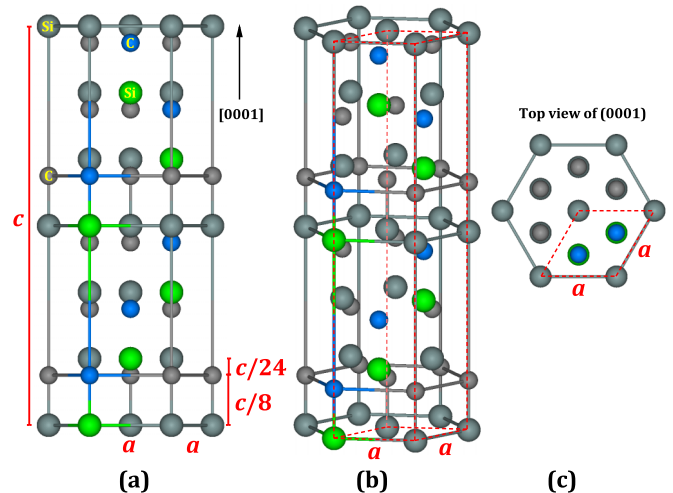 Si
C
Si
[0001]
C
c
c/24
c/8
a
a
(a)
a
a
(b)
Top view of (0001)
a
a
(c)